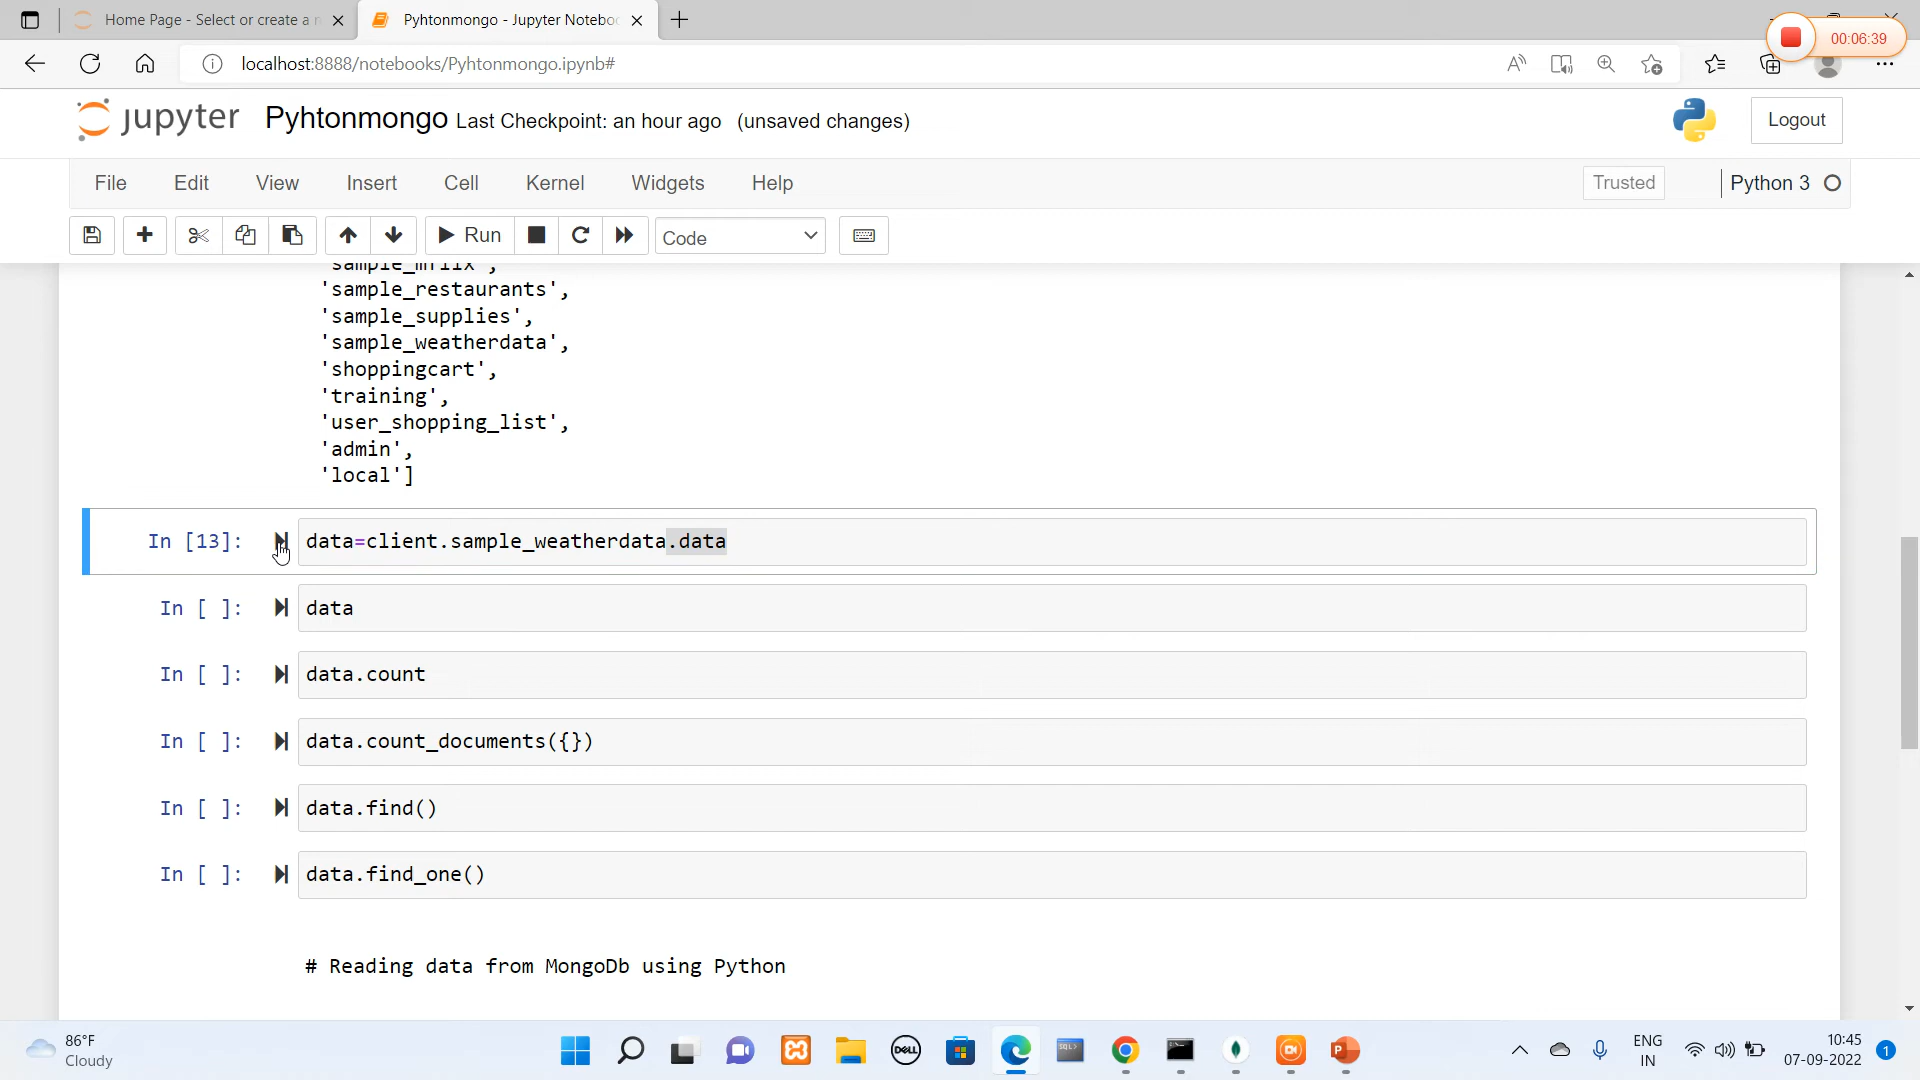 Home Page - Select or create a n
Pyhtonmongo - Jupyter Noteboo
00:06:39
localhost:8888/notebooks/Pyhtonmongo.ipynb#
jupyter Pyhtonmongo Last Checkpoint: an hour ago (unsaved changes)
Logout
File Edit View Insert Cell Kernel Widgets Help
Trusted
Python 3
Run
Code
'sample_mflix',
'sample_restaurants',
'sample_supplies',
'sample_weatherdata',
'shoppingcart',
'training',
'user_shopping_list',
'admin',
'local']
In [13]: data=client.sample_weatherdata.data
In [ ]: data
In [ ]: data.count
In [ ]: data.count_documents({})
In [ ]: data.find()
In [ ]: data.find_one()
# Reading data from MongoDb using Python
86°F
Cloudy
DELL
SQL>
P
ENG
IN
10:45
07-09-2022
1